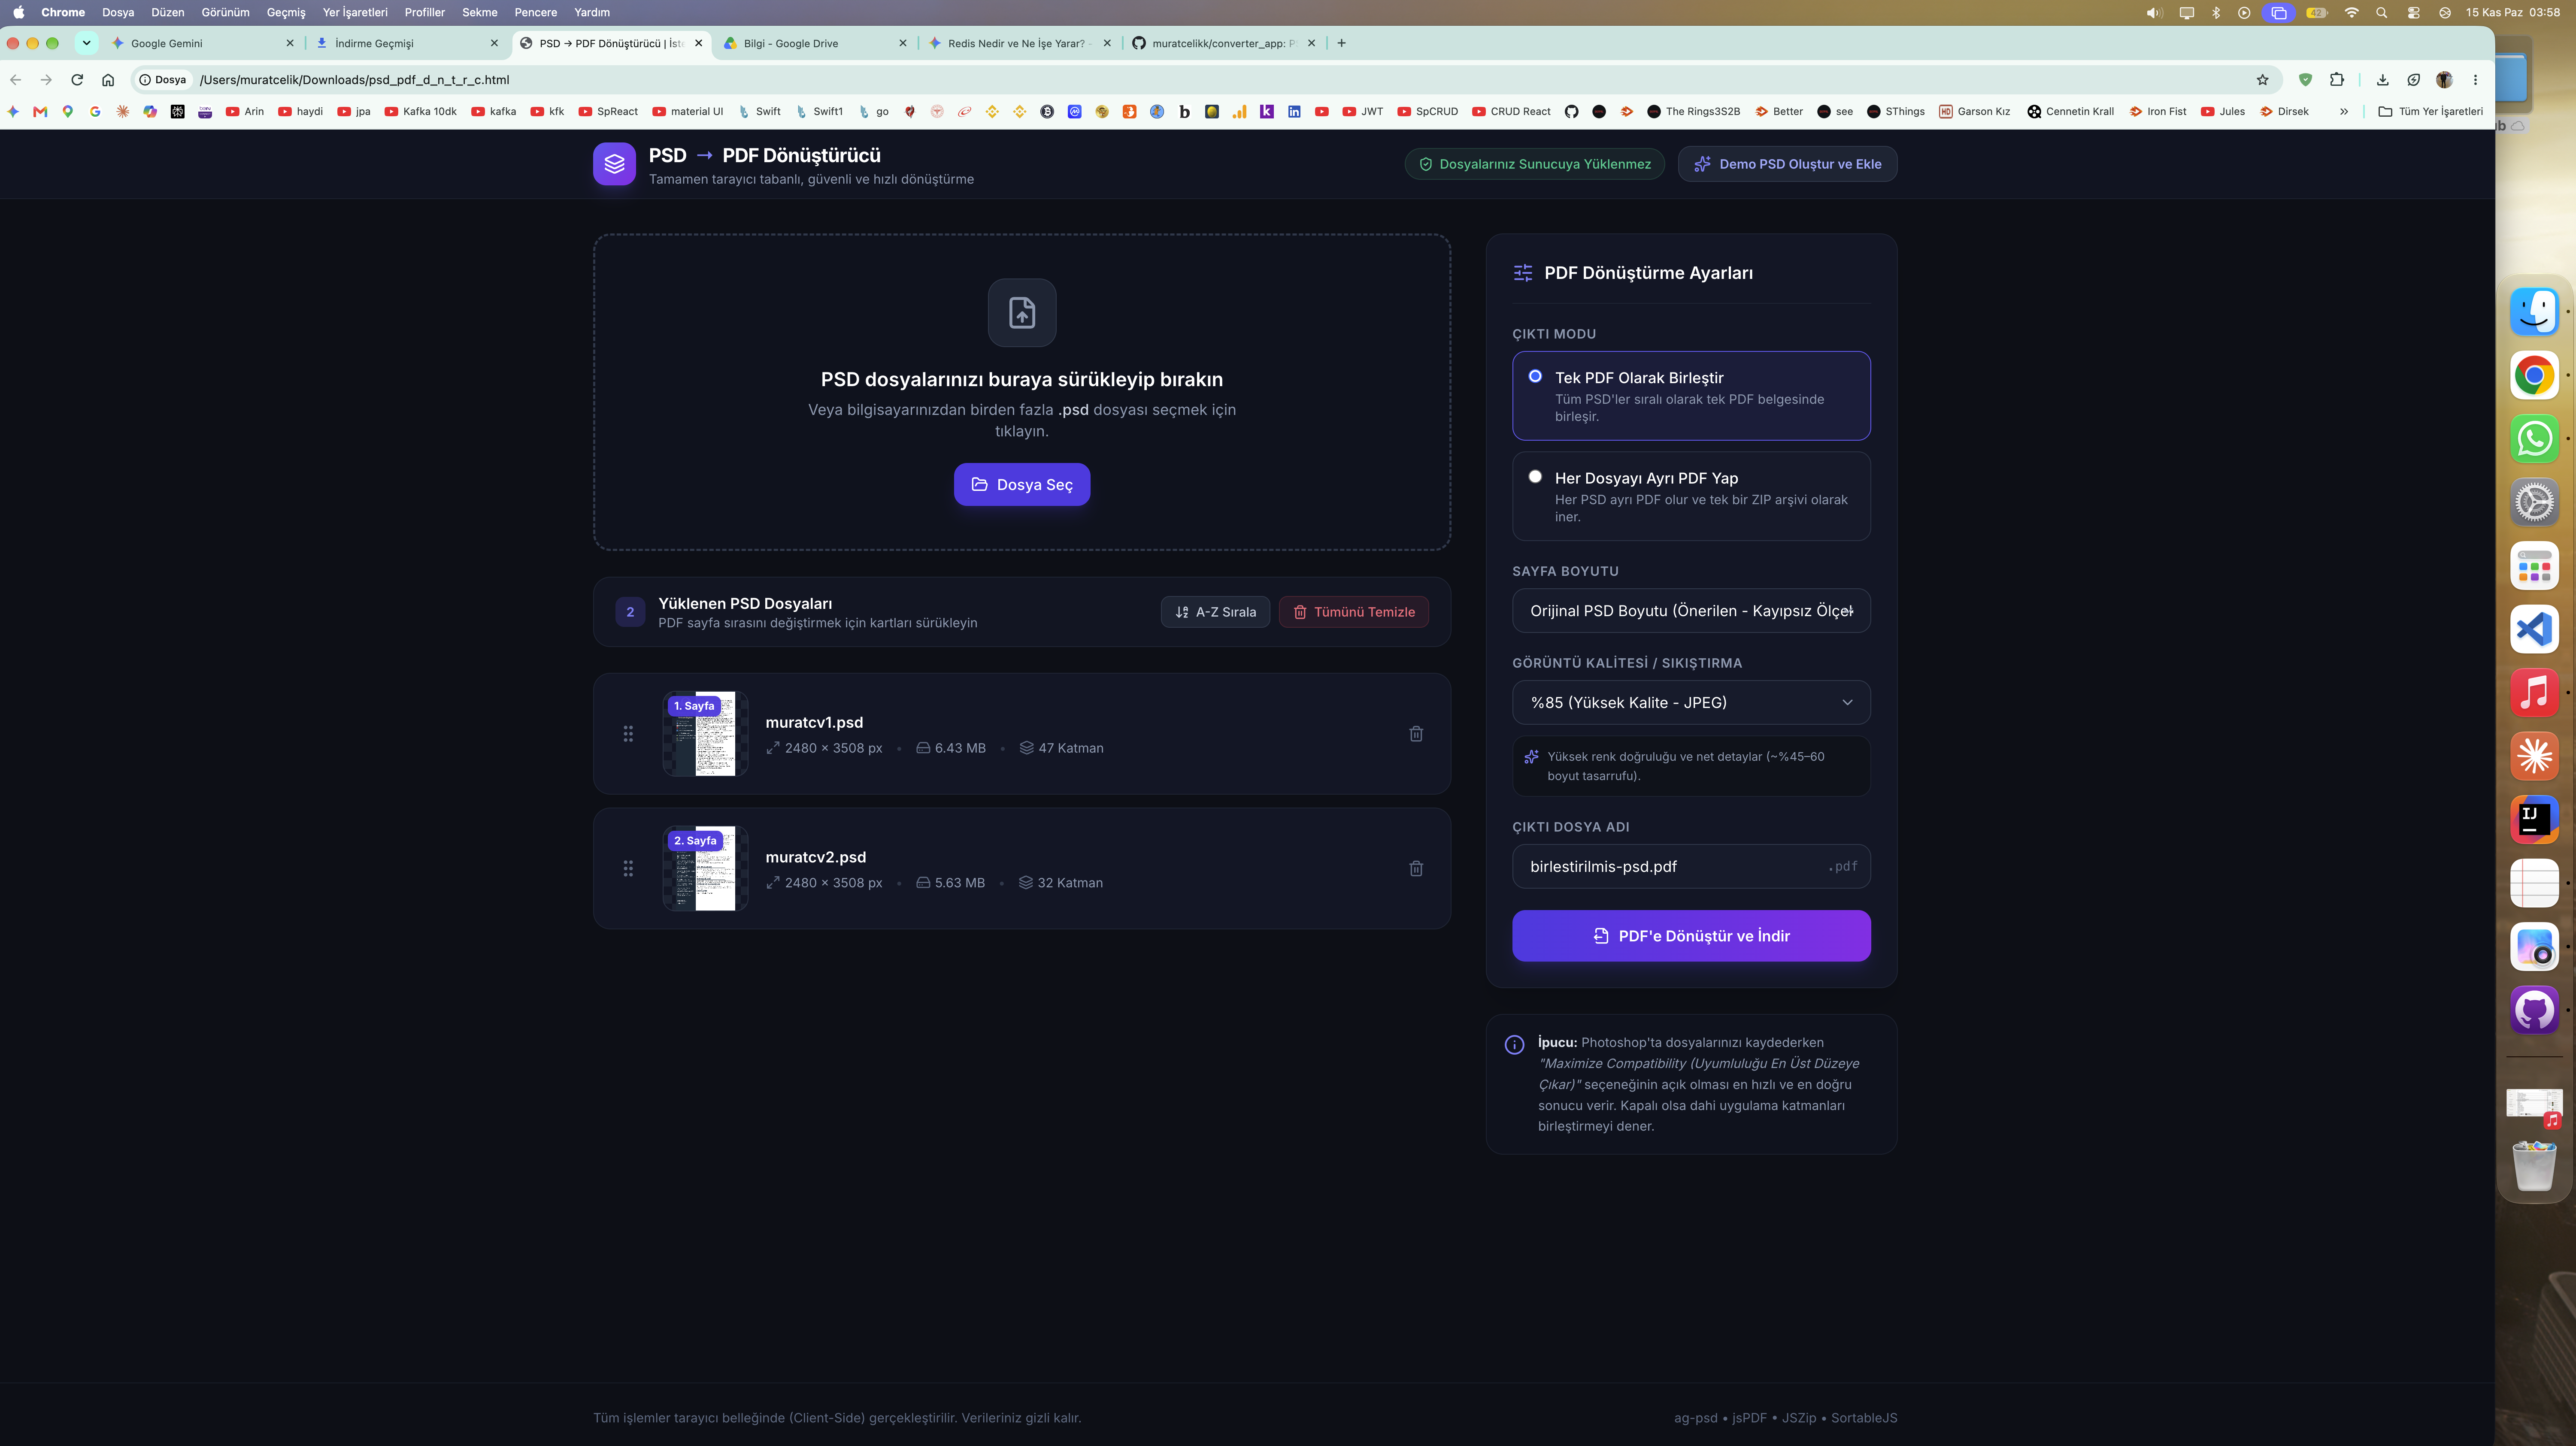 Chrome Dosya Düzen Görünüm Geçmiş Yer İşaretleri Profiller Sekme Pencere Yardım 42 15 Kas Paz 03:58
Google Gemini İndirme Geçmişi PSD → PDF Dönüştürücü | İste Bilgi - Google Drive Redis Nedir ve Ne İşe Yarar? - muratcelikk/converter_app: P
Dosya /Users/muratcelik/Downloads/psd_pdf_d_n_t_r_c.html
Arin haydi jpa Kafka 10dk kafka kfk SpReact material UI Swift Swift1 go JWT SpCRUD CRUD React The Rings3S2B Better see SThings Garson Kız Cennetin Krall Iron Fist Jules Dirsek » Tüm Yer İşaretleri
PSD → PDF Dönüştürücü
Tamamen tarayıcı tabanlı, güvenli ve hızlı dönüştürme
Dosyalarınız Sunucuya Yüklenmez
Demo PSD Oluştur ve Ekle
PSD dosyalarınızı buraya sürükleyip bırakın
Veya bilgisayarınızdan birden fazla .psd dosyası seçmek için
tıklayın.
Dosya Seç
2
Yüklenen PSD Dosyaları
PDF sayfa sırasını değiştirmek için kartları sürükleyin
A-Z Sırala
Tümünü Temizle
1. Sayfa
muratcv1.psd
2480 × 3508 px • 6.43 MB • 47 Katman
2. Sayfa
muratcv2.psd
2480 × 3508 px • 5.63 MB • 32 Katman
PDF Dönüştürme Ayarları
ÇIKTI MODU
Tek PDF Olarak Birleştir
Tüm PSD'ler sıralı olarak tek PDF belgesinde
birleşir.
Her Dosyayı Ayrı PDF Yap
Her PSD ayrı PDF olur ve tek bir ZIP arşivi olarak
iner.
SAYFA BOYUTU
Orijinal PSD Boyutu (Önerilen - Kayıpsız Ölçek
GÖRÜNTÜ KALİTESİ / SIKIŞTIRMA
%85 (Yüksek Kalite - JPEG)
Yüksek renk doğruluğu ve net detaylar (~%45–60
boyut tasarrufu).
ÇIKTI DOSYA ADI
birlestirilmis-psd.pdf .pdf
PDF'e Dönüştür ve İndir
İpucu: Photoshop'ta dosyalarınızı kaydederken
"Maximize Compatibility (Uyumluluğu En Üst Düzeye
Çıkar)" seçeneğinin açık olması en hızlı ve en doğru
sonucu verir. Kapalı olsa dahi uygulama katmanları
birleştirmeyi dener.
Tüm işlemler tarayıcı belleğinde (Client-Side) gerçekleştirilir. Verileriniz gizli kalır.
ag-psd • jsPDF • JSZip • SortableJS